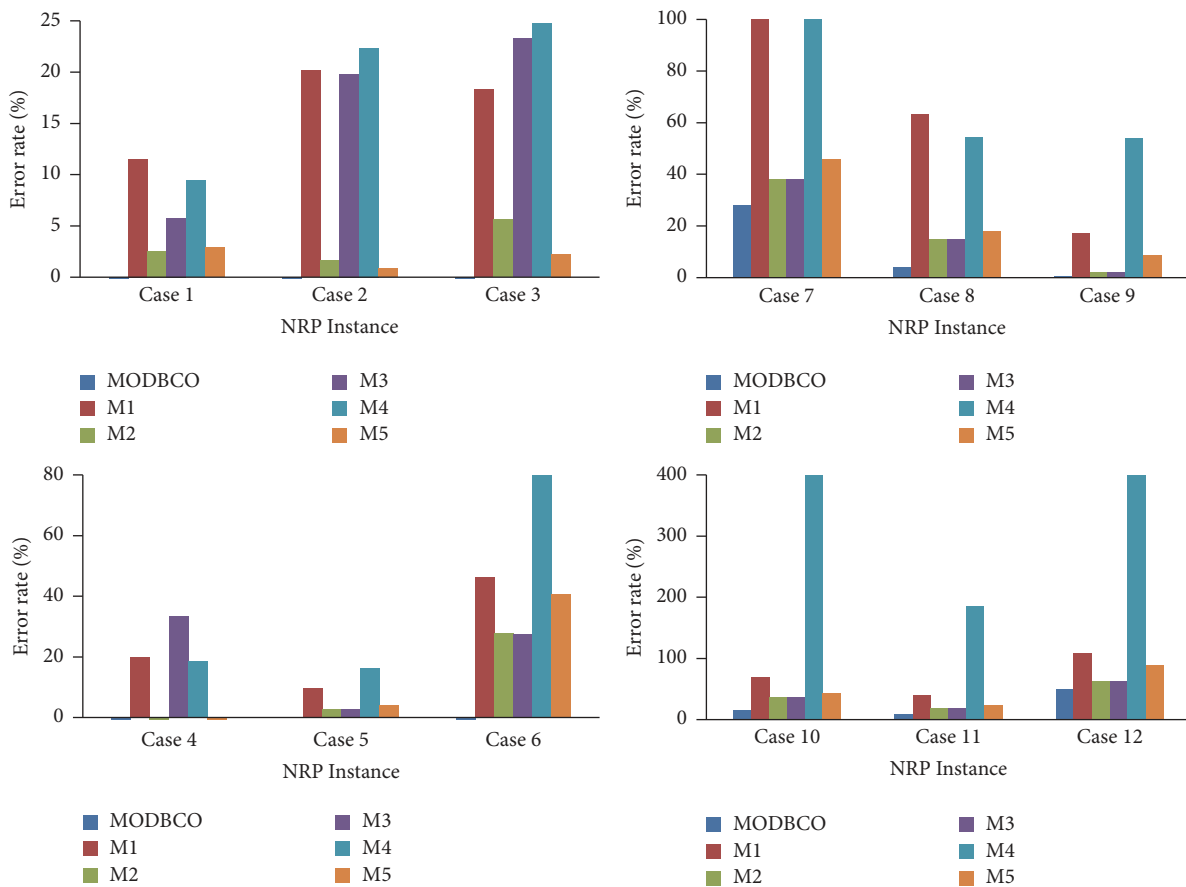 25
20
15
10
5
0
Error rate (%)
Case 1 Case 2 Case 3
NRP Instance
MODBCO M3
M1 M4
M2 M5
100
80
60
40
20
0
Error rate (%)
Case 7 Case 8 Case 9
NRP Instance
MODBCO M3
M1 M4
M2 M5
80
60
40
20
0
Error rate (%)
Case 4 Case 5 Case 6
NRP Instance
MODBCO M3
M1 M4
M2 M5
400
300
200
100
0
Error rate (%)
Case 10 Case 11 Case 12
NRP Instance
MODBCO M3
M1 M4
M2 M5